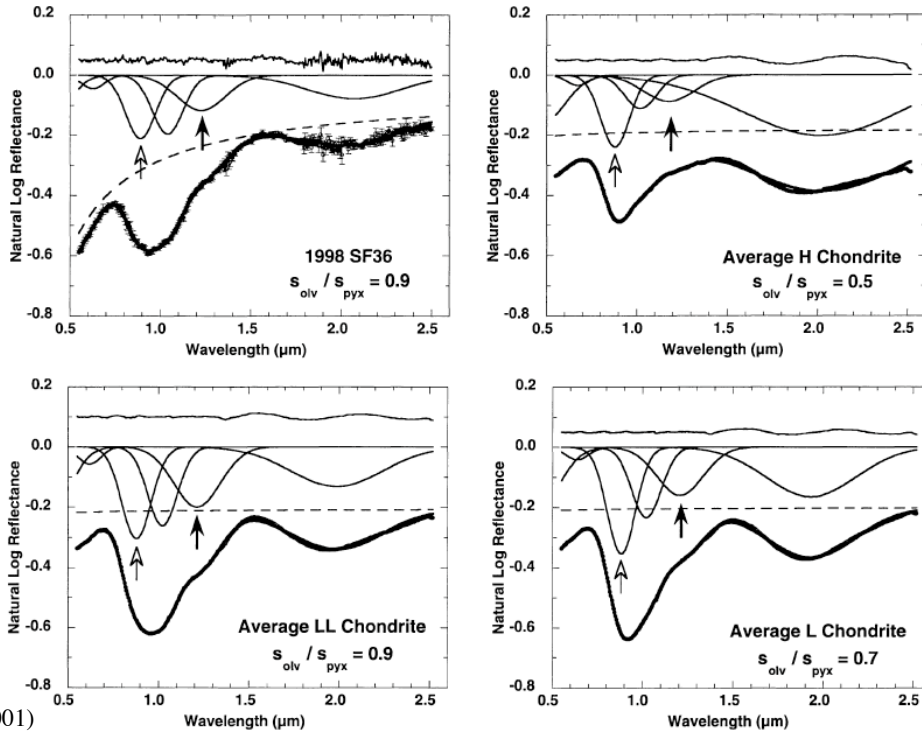 0.2
0.0
-0.2
-0.4
-0.6
-0.8
Natural Log Reflectance
1998 SF36
s_olv / s_pyx = 0.9
0.5 1.0 1.5 2.0 2.5
Wavelength (µm)
0.2
0.0
-0.2
-0.4
-0.6
-0.8
Natural Log Reflectance
Average H Chondrite
s_olv / s_pyx = 0.5
0.5 1.0 1.5 2.0 2.5
Wavelength (µm)
0.2
0.0
-0.2
-0.4
-0.6
-0.8
Natural Log Reflectance
Average LL Chondrite
s_olv / s_pyx = 0.9
0.5 1.0 1.5 2.0 2.5
Wavelength (µm)
0.2
0.0
-0.2
-0.4
-0.6
-0.8
Natural Log Reflectance
Average L Chondrite
s_olv / s_pyx = 0.7
0.5 1.0 1.5 2.0 2.5
Wavelength (µm)
001)